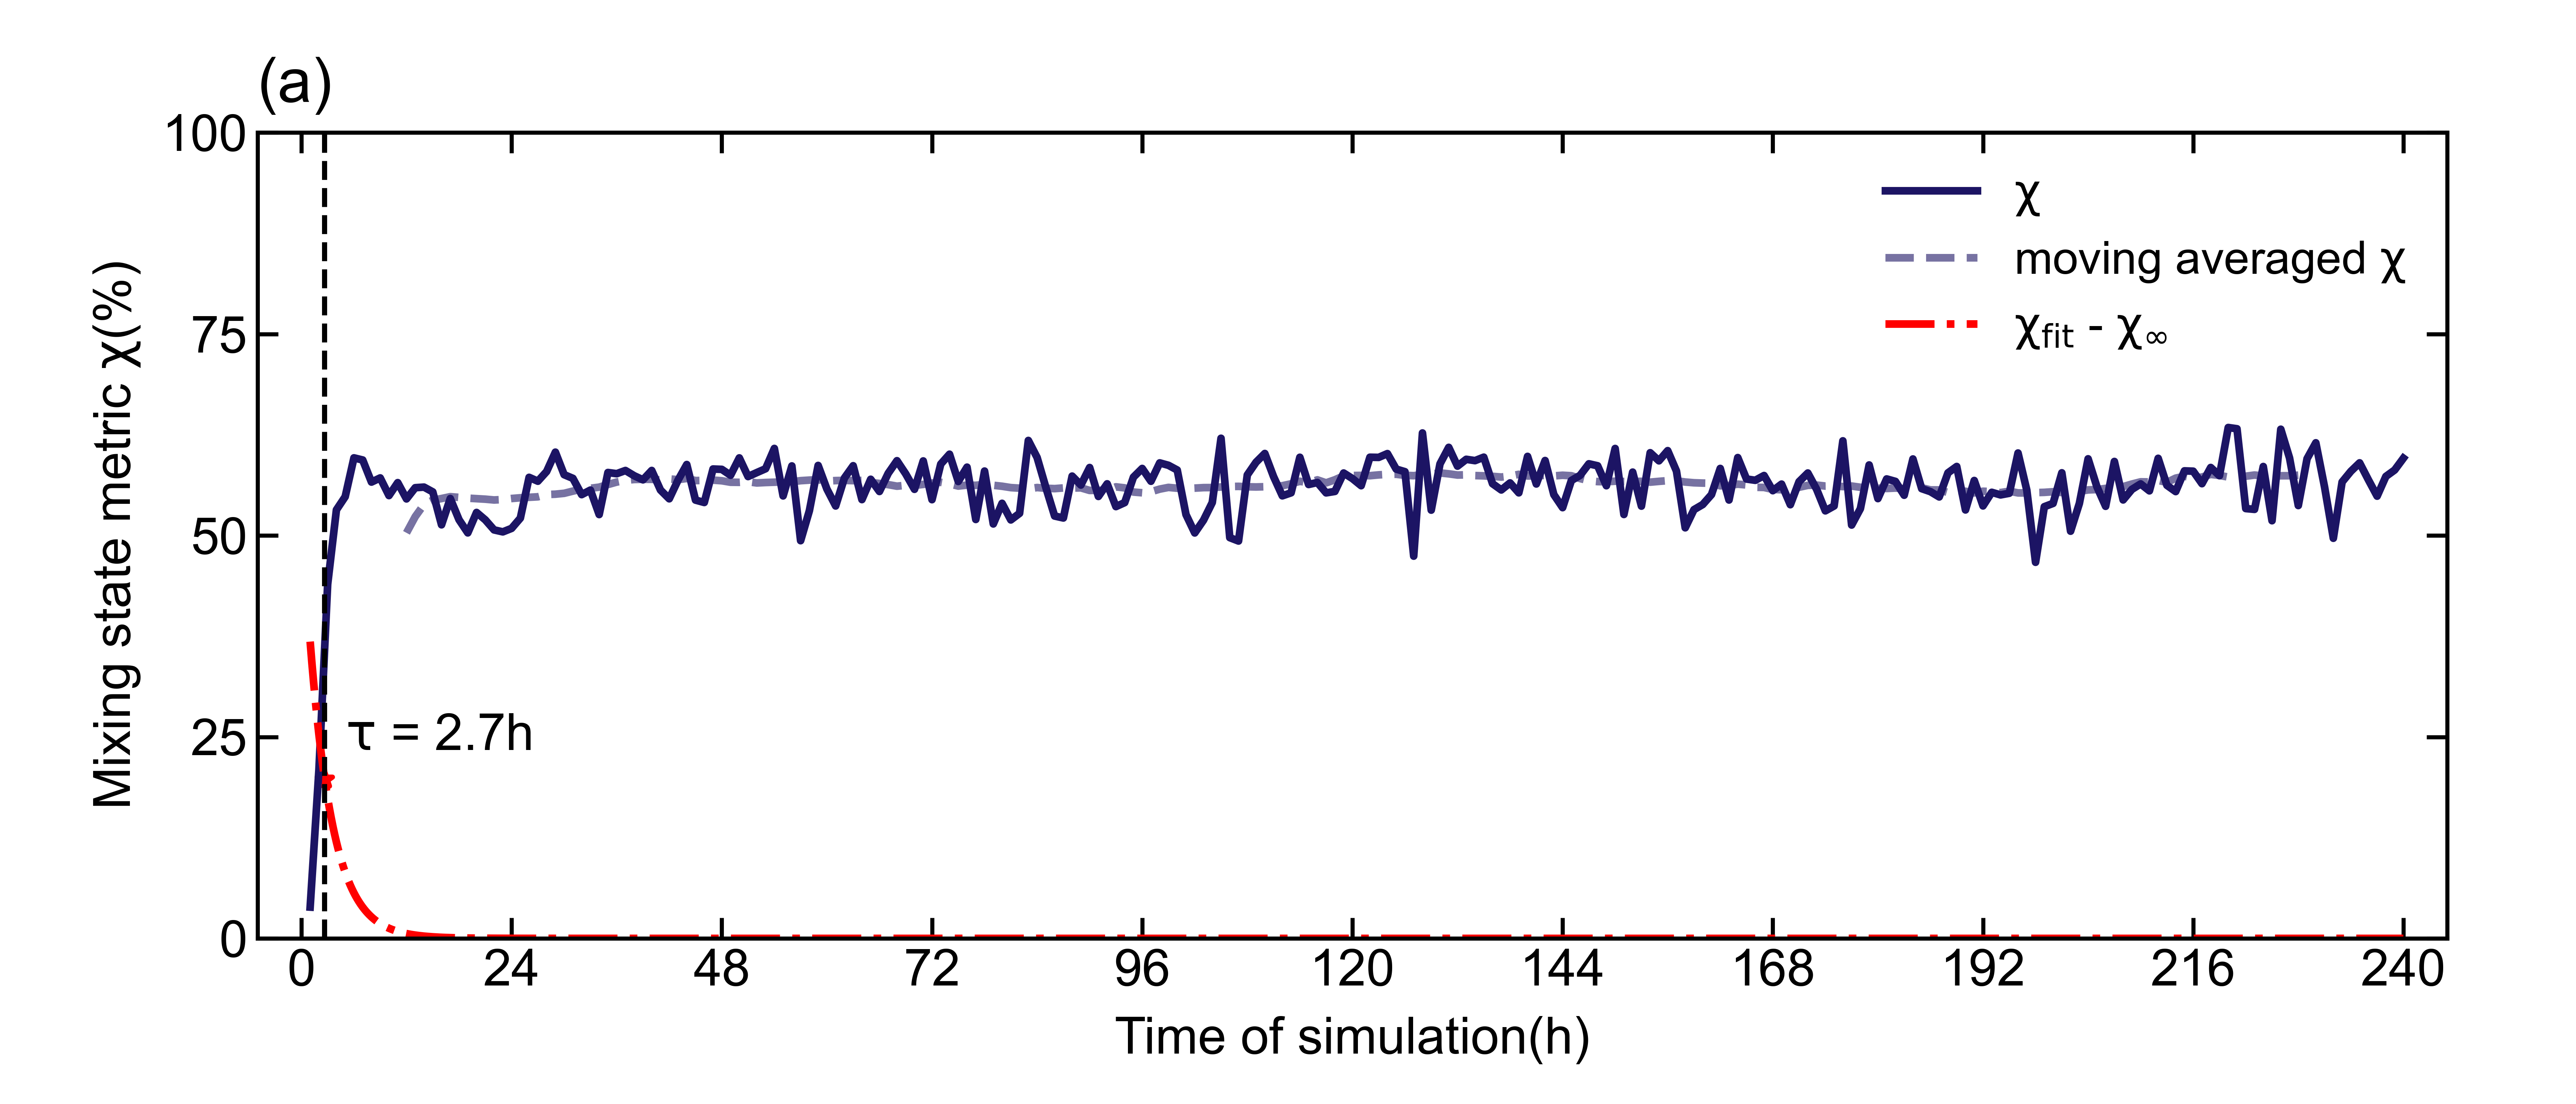 (a)
100
75
50
25
0
Mixing state metric χ(%)
χ
moving averaged χ
χfit - χ∞
τ = 2.7h
0 24 48 72 96 120 144 168 192 216 240
Time of simulation(h)